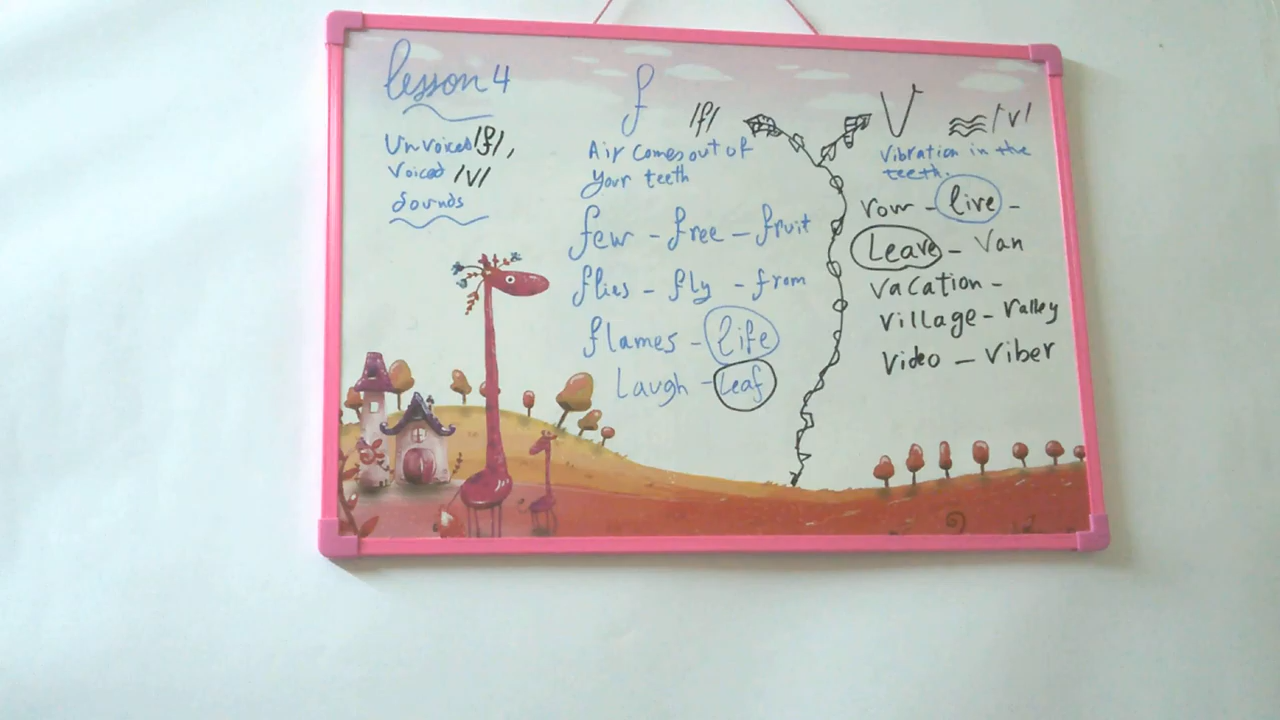 lesson 4
Unvoiced /f/,
Voiced /v/
Sounds
f /f/
Air comes out of
your teeth
few - free - fruit
flies - fly - from
flames - life
Laugh - Leaf
V /v/
Vibration in the
teeth.
vow - live -
Leave - Van
Vacation -
Village - Valley
Video - Viber